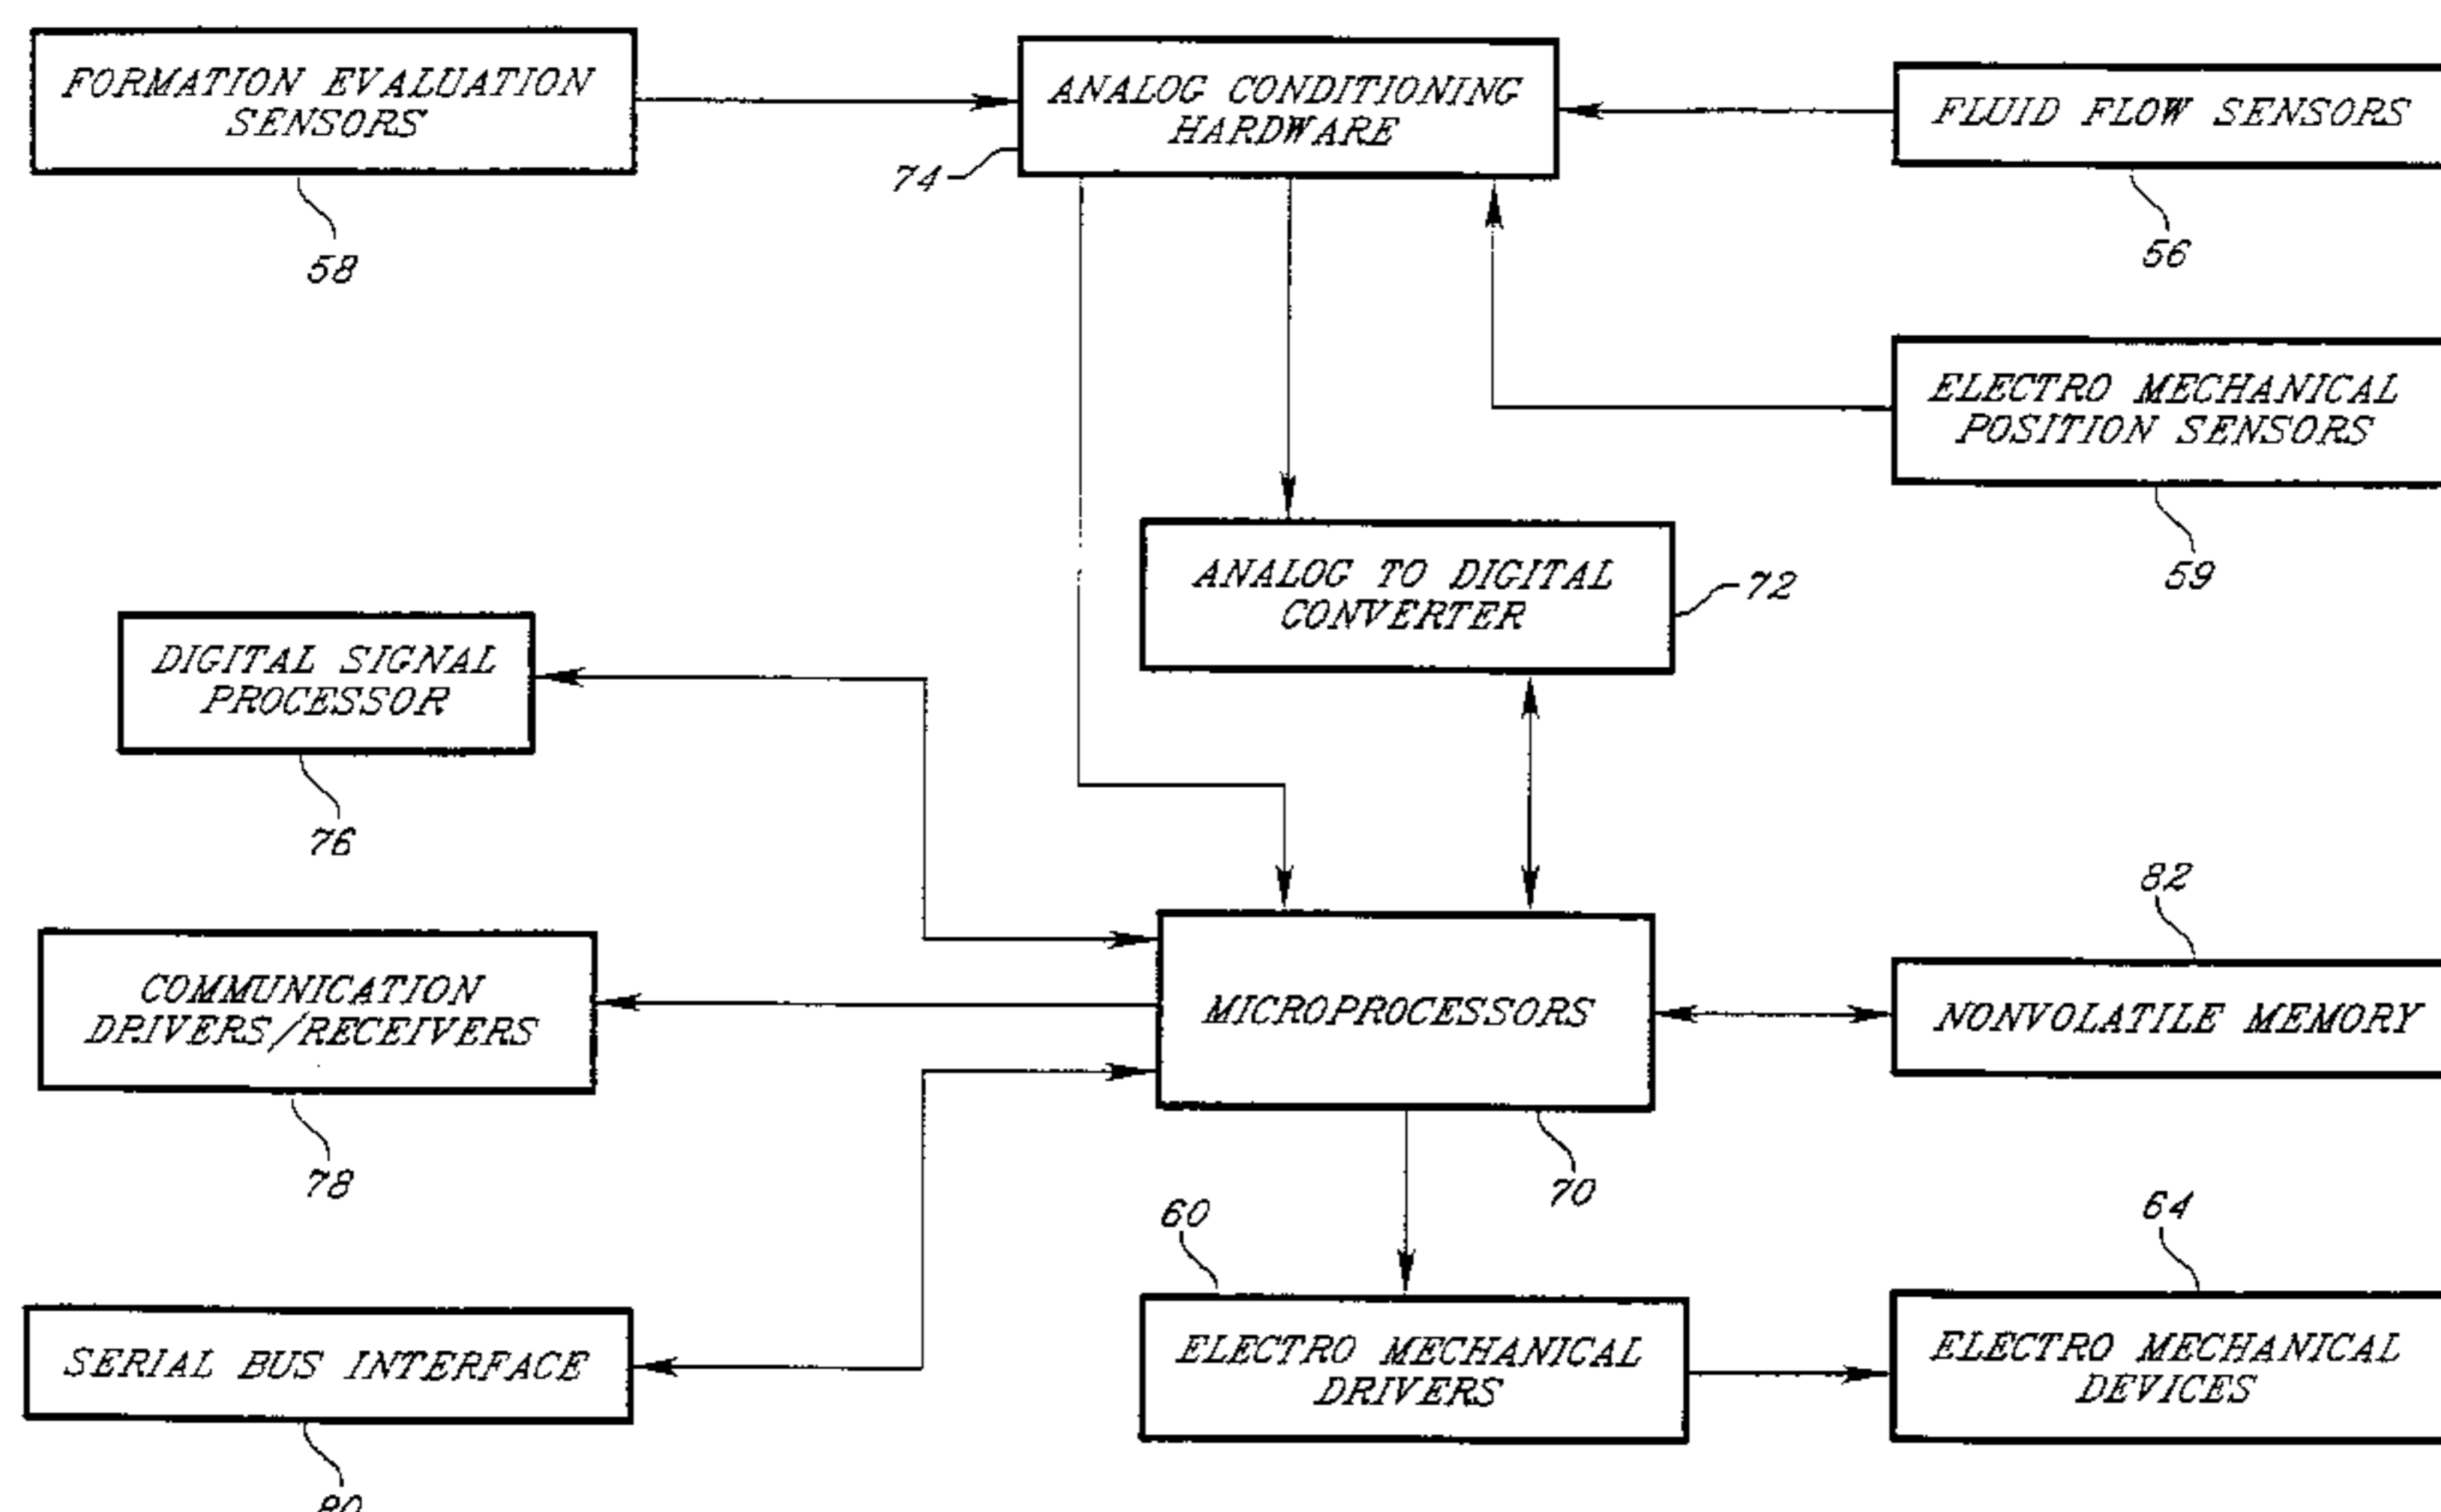 FORMATION EVALUATION
SENSORS
58
ANALOG CONDITIONING
HARDWARE
74
FLUID FLOW SENSORS
56
ELECTRO MECHANICAL
POSITION SENSORS
59
ANALOG TO DIGITAL
CONVERTER
72
DIGITAL SIGNAL
PROCESSOR
76
COMMUNICATION
DRIVERS/RECEIVERS
78
MICROPROCESSORS
70
82
NONVOLATILE MEMORY
SERIAL BUS INTERFACE
80
60
ELECTRO MECHANICAL
DRIVERS
64
ELECTRO MECHANICAL
DEVICES